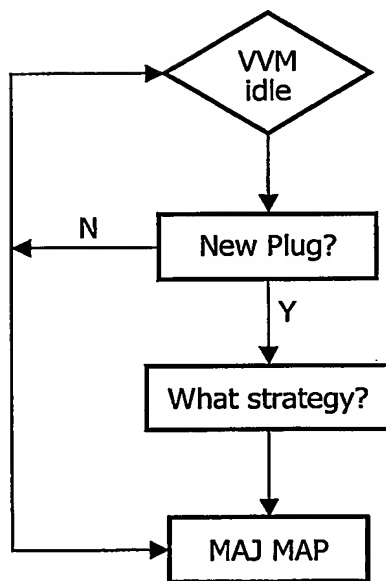 VVM
idle
N
New Plug?
Y
What strategy?
MAJ MAP